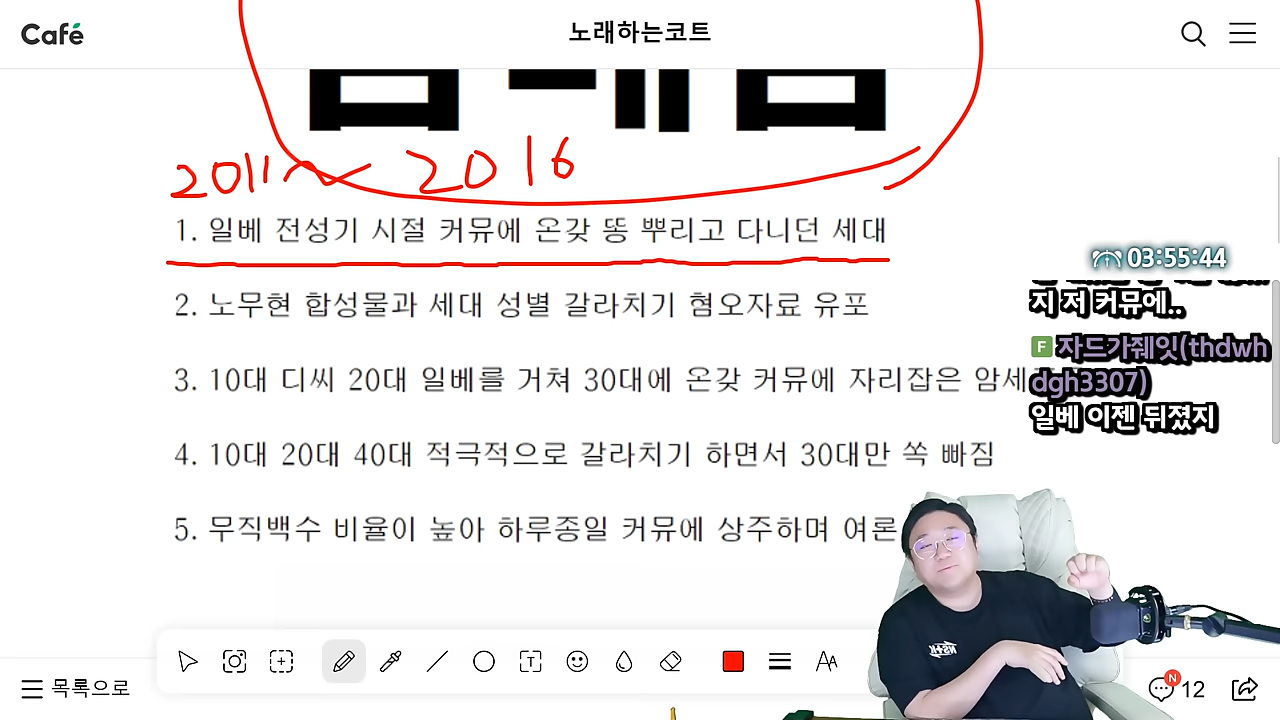 Café
노래하는코트
2011~ 2016
1. 일베 전성기 시절 커뮤에 온갖 똥 뿌리고 다니던 세대
2. 노무현 합성물과 세대 성별 갈라치기 혐오자료 유포
3. 10대 디씨 20대 일베를 거쳐 30대에 온갖 커뮤에 자리잡은 암세
4. 10대 20대 40대 적극적으로 갈라치기 하면서 30대만 쏙 빠짐
5. 무직백수 비율이 높아 하루종일 커뮤에 상주하며 여론
03:55:44
지 저 커뮤에..
F 자드가줴잇(thdwh
dgh3307)
일베 이젠 뒤졌지
T
AA
목록으로
N
12